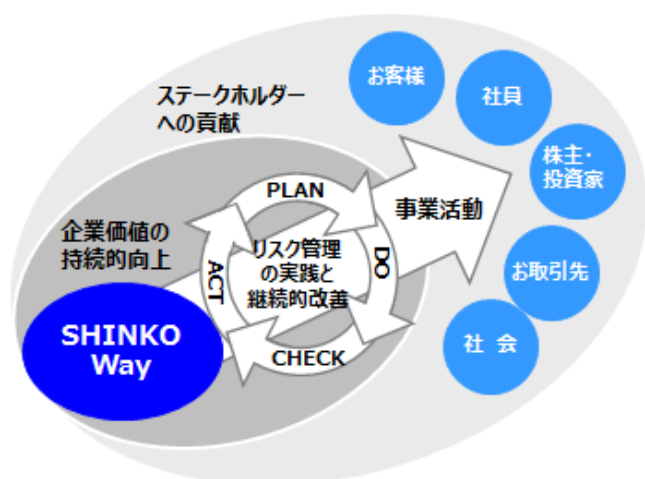 ステークホルダー
への貢献
お客様
社員
株主・
投資家
お取引先
社 会
事業活動
企業価値の
持続的向上
PLAN
DO
CHECK
ACT
リスク管理
の実践と
継続的改善
SHINKO
Way